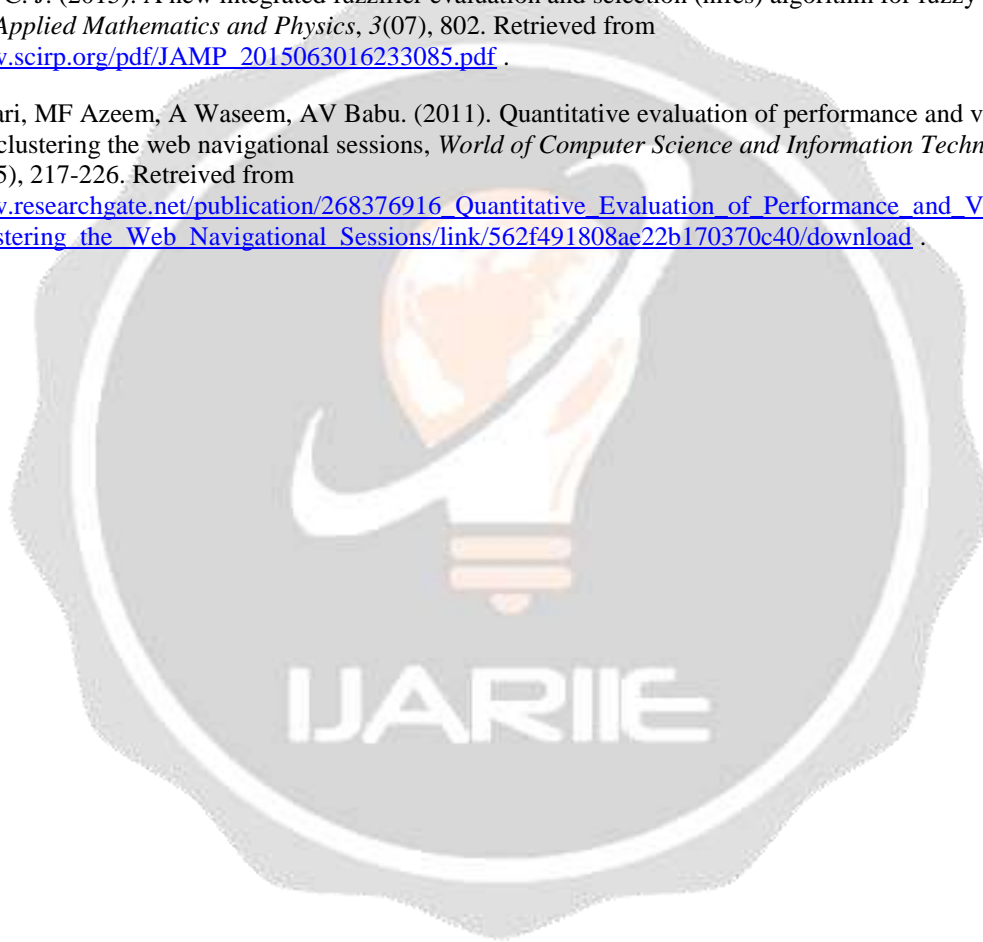 C. J. (2015). A new integrated fuzzifier evaluation and selection (nifes) algorithm for fuzzy
Applied Mathematics and Physics, 3(07), 802. Retrieved from
.scirp.org/pdf/JAMP_2015063016233085.pdf .
ari, MF Azeem, A Waseem, AV Babu. (2011). Quantitative evaluation of performance and v
clustering the web navigational sessions, World of Computer Science and Information Techn
5), 217-226. Retreived from
.researchgate.net/publication/268376916_Quantitative_Evaluation_of_Performance_and_V
stering_the_Web_Navigational_Sessions/link/562f491808ae22b170370c40/download .
IJARIIE